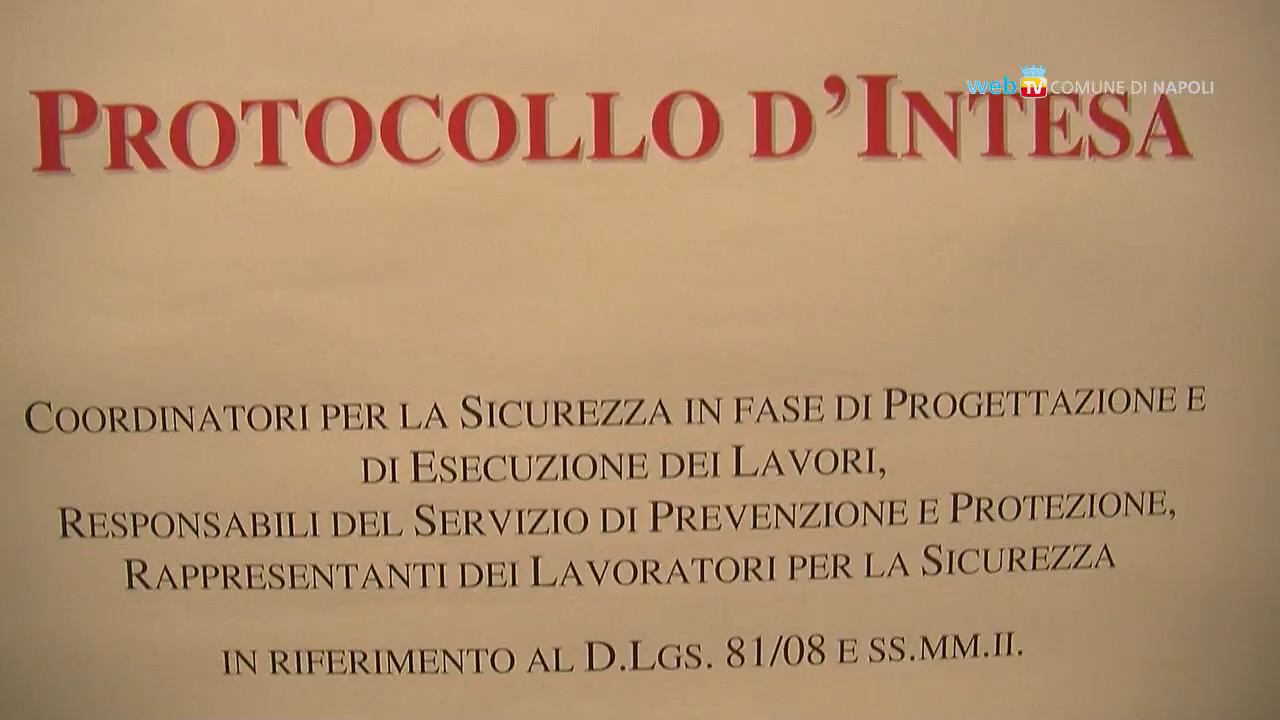 web TV COMUNE DI NAPOLI
PROTOCOLLO D'INTESA
COORDINATORI PER LA SICUREZZA IN FASE DI PROGETTAZIONE E
DI ESECUZIONE DEI LAVORI,
RESPONSABILI DEL SERVIZIO DI PREVENZIONE E PROTEZIONE,
RAPPRESENTANTI DEI LAVORATORI PER LA SICUREZZA
IN RIFERIMENTO AL D.LGS. 81/08 E SS.MM.II.